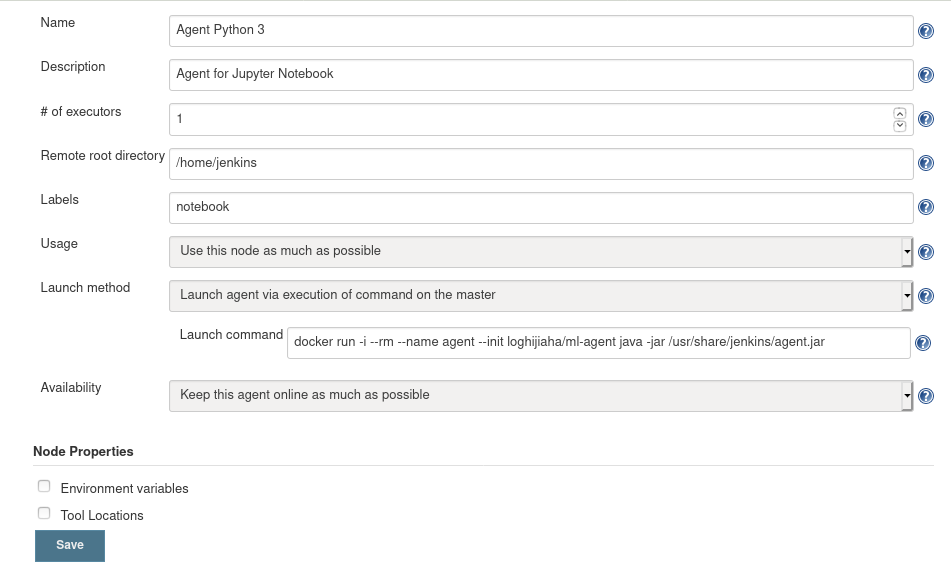 Name
Agent Python 3
Description
Agent for Jupyter Notebook
# of executors
1
Remote root directory
/home/jenkins
Labels
notebook
Usage
Use this node as much as possible
Launch method
Launch agent via execution of command on the master
Launch command
docker run -i --rm --name agent --init loghijiaha/ml-agent java -jar /usr/share/jenkins/agent.jar
Availability
Keep this agent online as much as possible
Node Properties
Environment variables
Tool Locations
Save